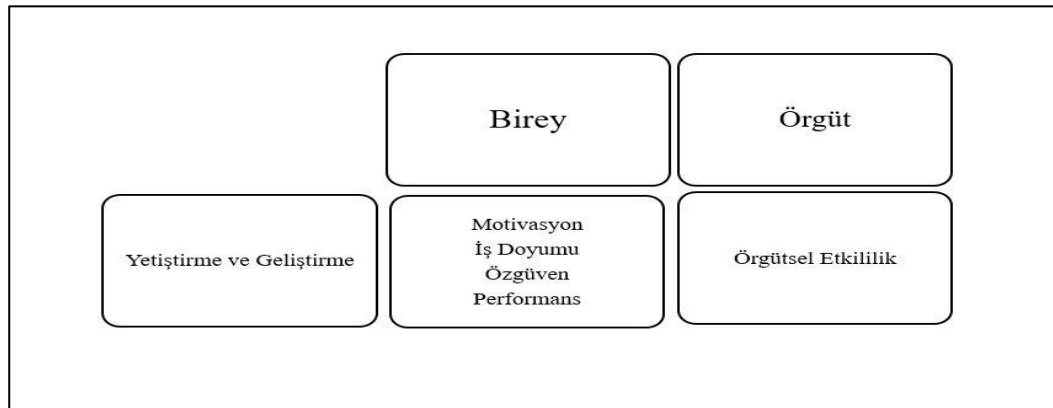 Birey
Örgüt
Yetiştirme ve Geliştirme
Motivasyon
İş Doyumu
Özgüven
Performans
Örgütsel Etkililik